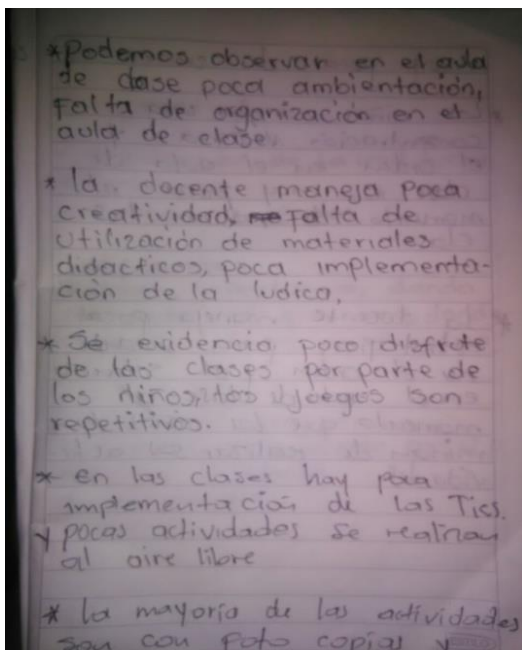 *Podemos observar en el aula
de clase poca ambientación,
Falta de organización en el
aula de clase.
* la docente maneja poca
creatividad, Falta de
utilización de materiales
didacticos, poca implementa-
ción de la ludica,
* Se evidencia poco disfrute
de las clases por parte de
los niños, los juegos son
repetitivos.
* en las clases hay poca
implementación de las Tics.
y pocas actividades se realizan
al aire libre
* la mayoria de las actividades
son con foto copias y